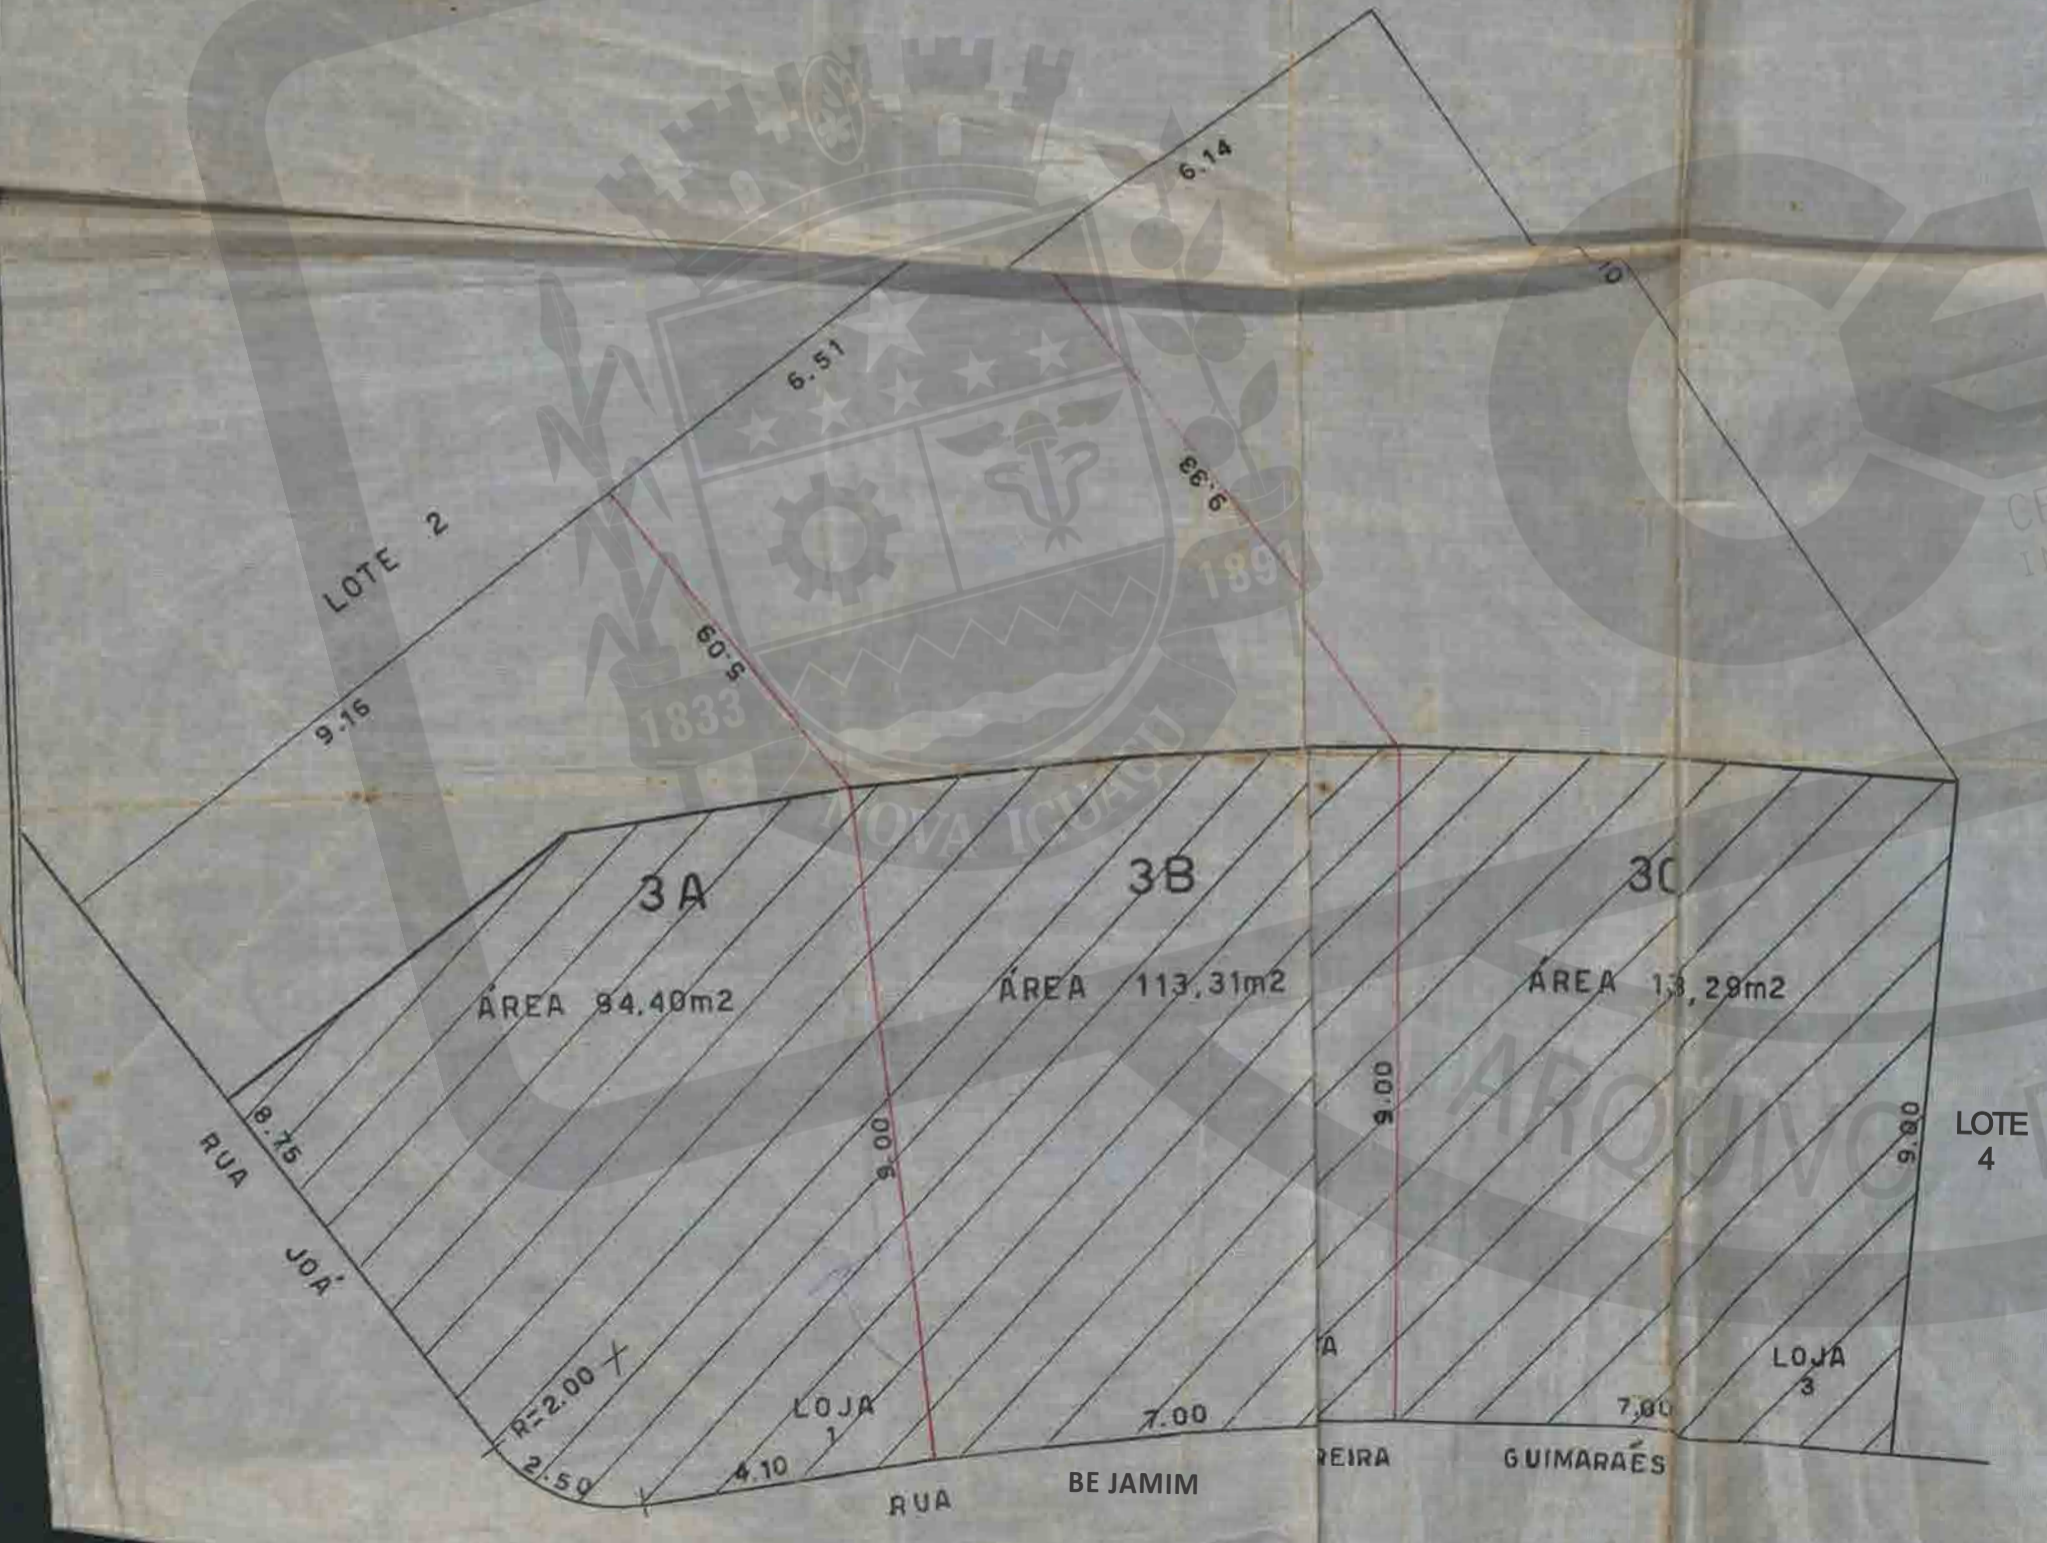 6.14
10
6.51
LOTE 2
9.33
9.16
5.09
1833
1891
NOVA IGUAÇU
3A
3B
3C
ÁREA 94.40m2
ÁREA 113,31m2
ÁREA 13,29m2
8.75
RUA
JOÁ
9.00
9.00
9.00
LOTE
4
ARQUIVO
R=2.00
2.50
LOJA
1
4.10
7.00
7.00
LOJA
3
RUA
BE JAMIM
REIRA
GUIMARAÉS